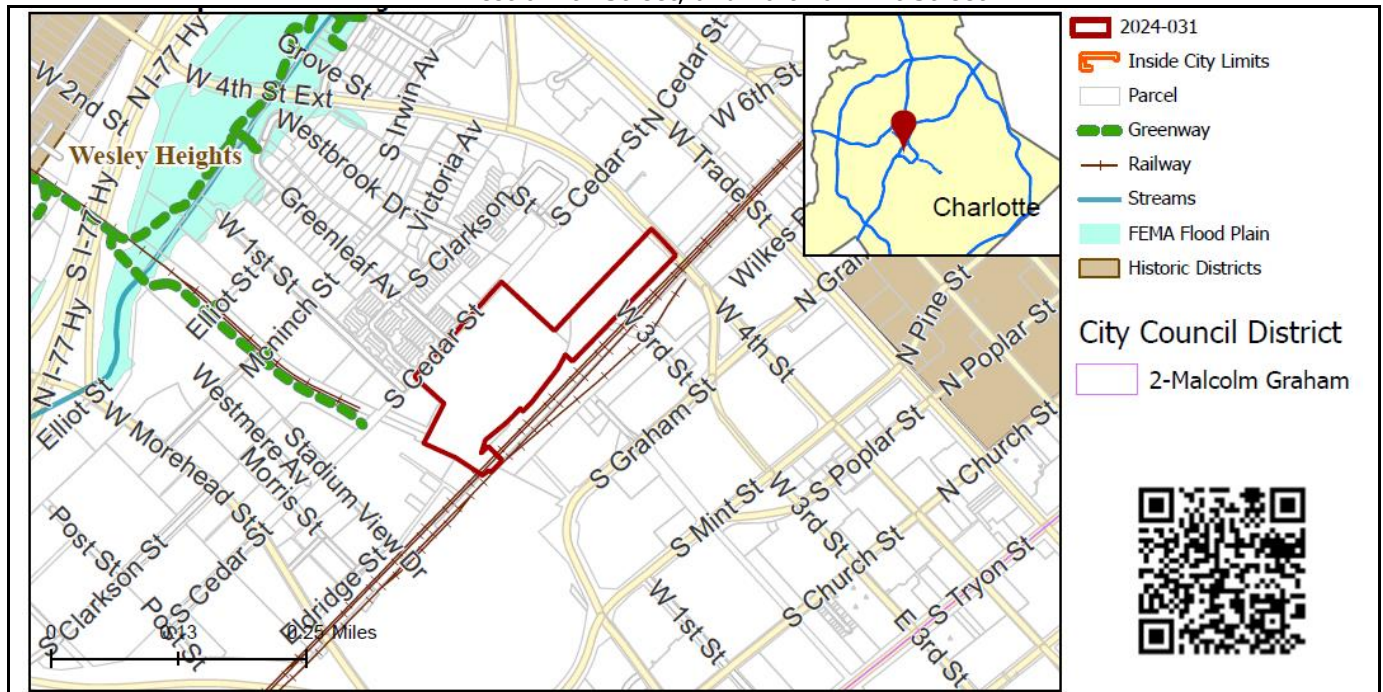 2024-031
Inside City Limits
Parcel
Greenway
Railway
Streams
FEMA Flood Plain
Historic Districts
City Council District
2-Malcolm Graham
Charlotte
Wesley Heights
W 2nd St
N I-77 Hy
Grove St
W 4th St Ext
S Irwin Av
Westbrook Dr
Victoria Av
Greenleaf Av
S Clarkson St
S Cedar St
N Cedar St
W 6th St
W Trade St
Wilkes
N Gra
N Pine St
N Poplar St
N Church St
S I-77 Hy
W 1st St
Elliot St
Mcninch St
S Cedar St
W 3rd St
W 4th St
N I-77 Hy
Elliot St
W Morehead St
Westmere Av
Morris St
Stadium View Dr
S Graham St
S Mint St
S Poplar St
W 3rd St
S Church St
S Tryon St
E 3rd St
W 1st St
Post St
S Clarkson St
Post St
S Cedar St
Eldridge St
0 0.13 0.25 Miles